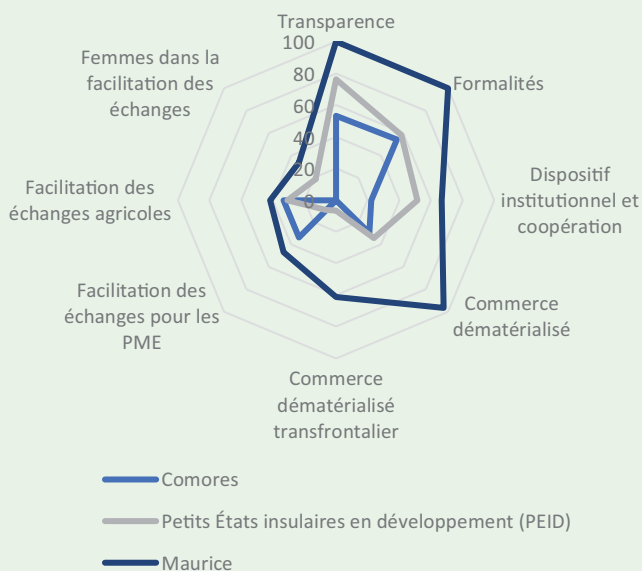 Transparence
100
80
60
40
20
0
Formalités
Dispositif
institutionnel et
coopération
Commerce
dématérialisé
Commerce
dématérialisé
transfrontalier
Facilitation des
échanges pour les
PME
Facilitation des
échanges agricoles
Femmes dans la
facilitation des
échanges
Comores
Petits États insulaires en développement (PEID)
Maurice